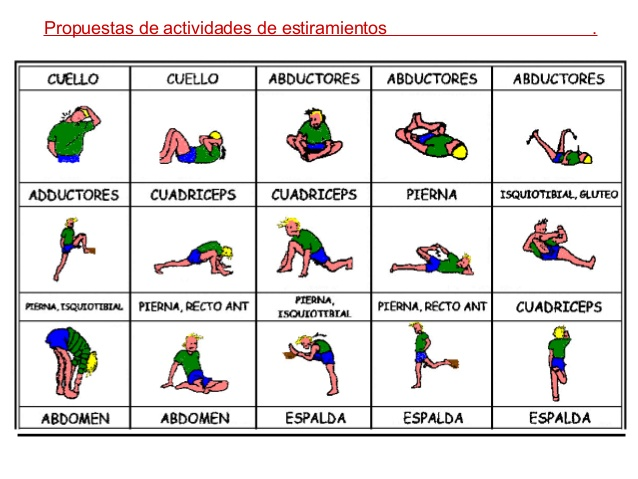 Propuestas de actividades de estiramientos .
CUELLO CUELLO ABDUCTORES ABDUCTORES ABDUCTORES
ADDUCTORES CUADRICEPS CUADRICEPS PIERNA ISQUIOTIBIAL, GLUTEO
PIERNA, ISQUIOTIBIAL PIERNA, RECTO ANT PIERNA, ISQUIOTIBIAL PIERNA, RECTO ANT CUADRICEPS
ABDOMEN ABDOMEN ESPALDA ESPALDA ESPALDA